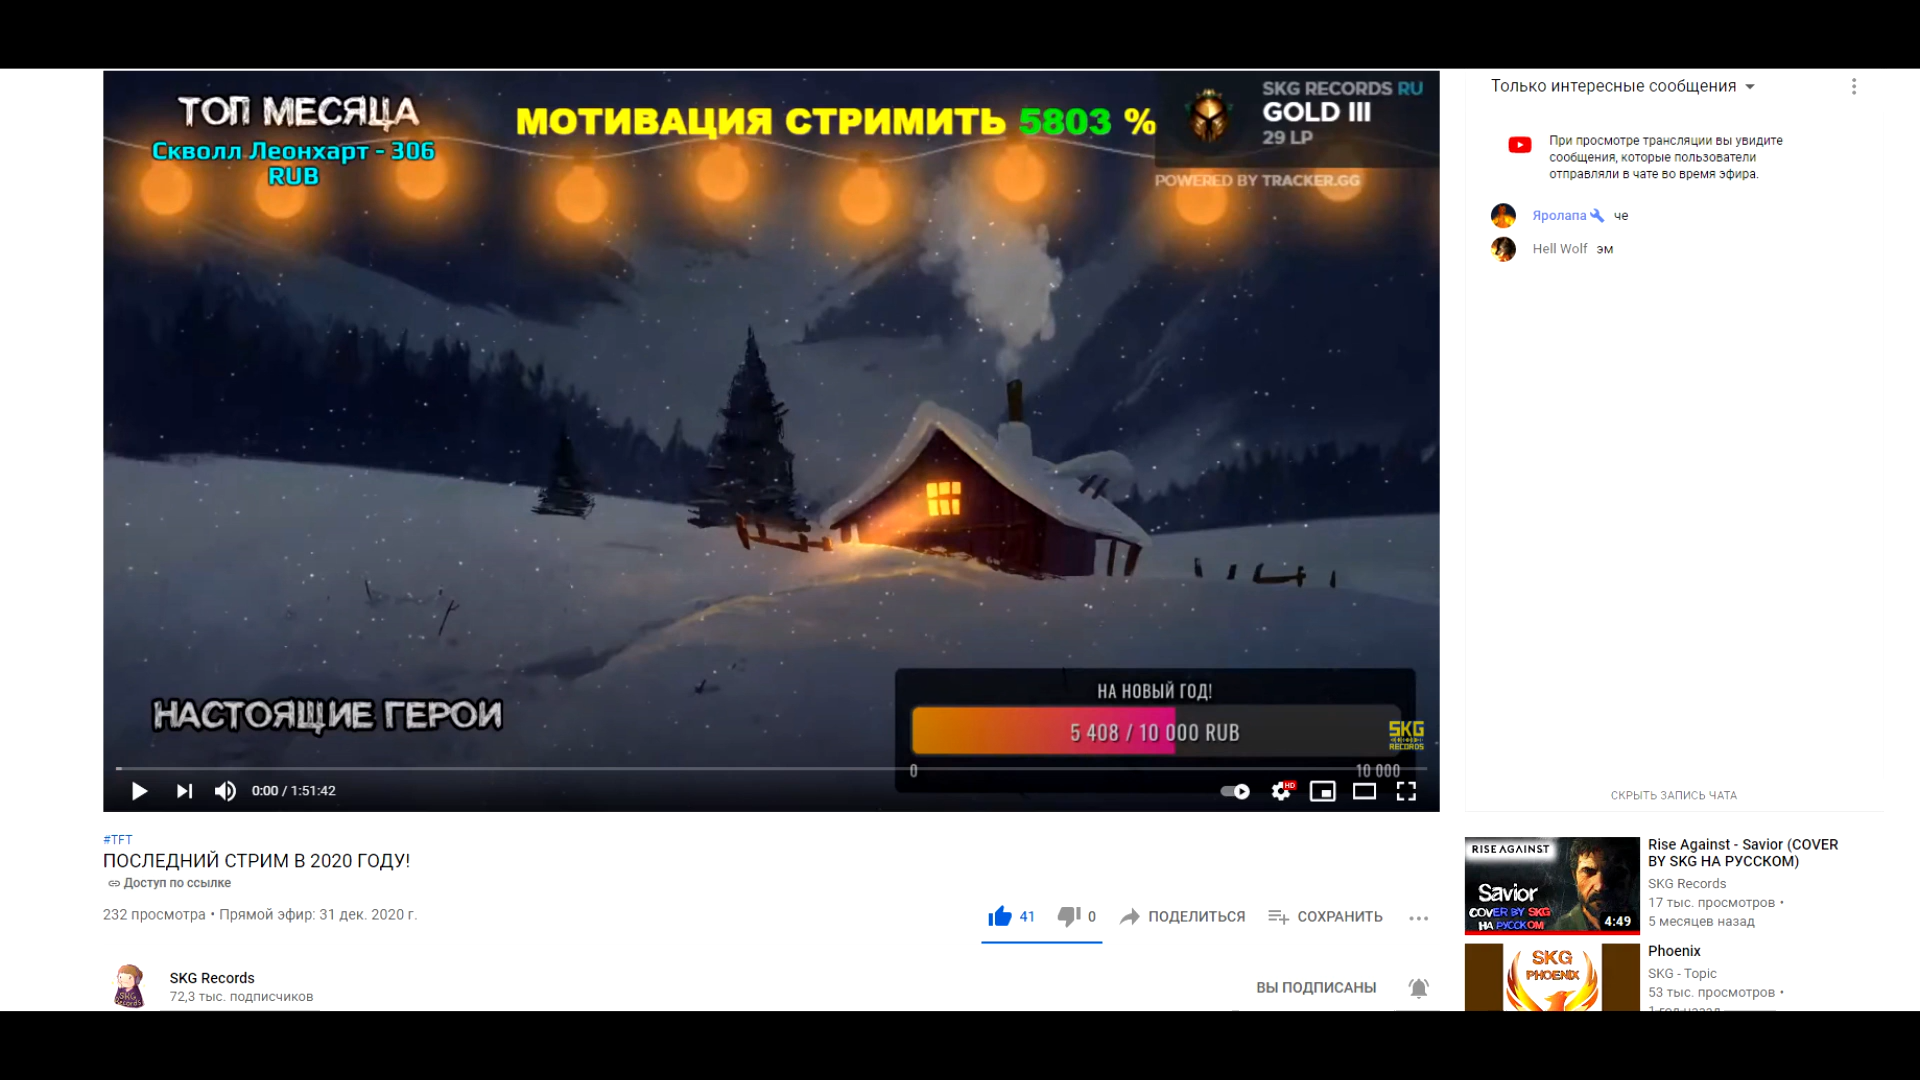 ТОП МЕСЯЦА
Скволл Леонхарт - 306
RUB
МОТИВАЦИЯ СТРИМИТЬ 5803 %
SKG RECORDS RU
GOLD III
29 LP
POWERED BY TRACKER.GG
НАСТОЯЩИЕ ГЕРОИ
НА НОВЫЙ ГОД!
5 408 / 10 000 RUB
0
10 000
SKG
RECORDS
0:00 / 1:51:42
HD
Только интересные сообщения
При просмотре трансляции вы увидите
сообщения, которые пользователи
отправляли в чате во время эфира.
Яролапа че
Hell Wolf эм
СКРЫТЬ ЗАПИСЬ ЧАТА
#TFT
ПОСЛЕДНИЙ СТРИМ В 2020 ГОДУ!
Доступ по ссылке
232 просмотра • Прямой эфир: 31 дек. 2020 г.
41
0
ПОДЕЛИТЬСЯ
СОХРАНИТЬ
SKG Records
72,3 тыс. подписчиков
ВЫ ПОДПИСАНЫ
RISE AGAINST
Savior
COVER BY SKG
НА РУССКОМ
4:49
Rise Against - Savior (COVER
BY SKG НА РУССКОМ)
SKG Records
17 тыс. просмотров •
5 месяцев назад
SKG
PHOENIX
Phoenix
SKG - Topic
53 тыс. просмотров •